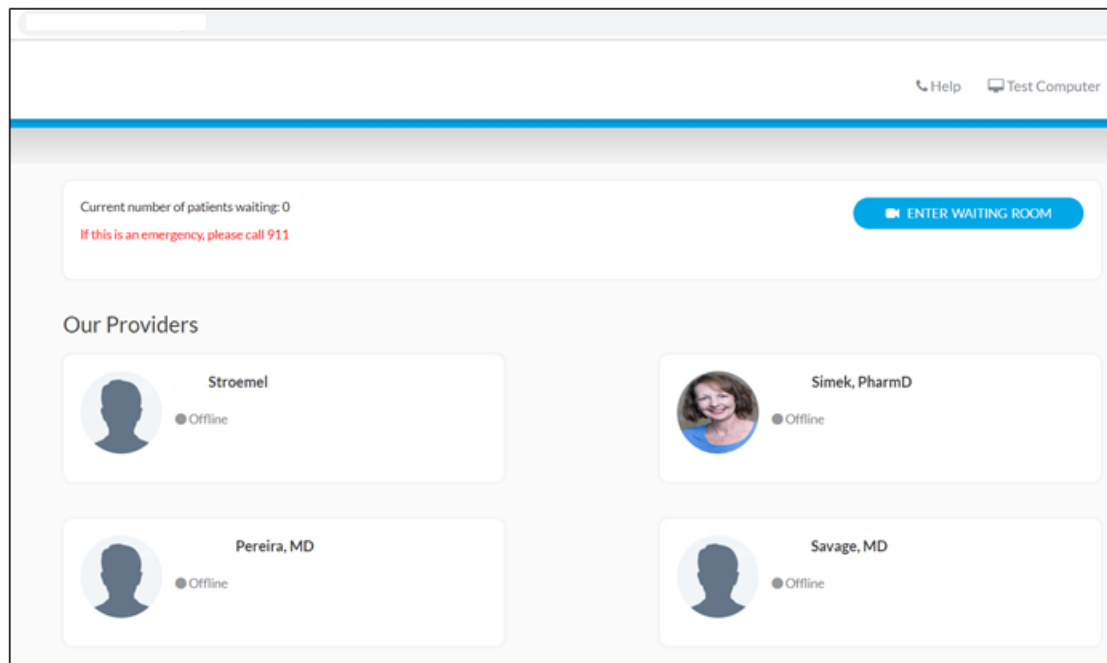 Help Test Computer
Current number of patients waiting: 0
ENTER WAITING ROOM
If this is an emergency, please call 911
Our Providers
Stroemel
Offline
Simek, PharmD
Offline
Pereira, MD
Offline
Savage, MD
Offline